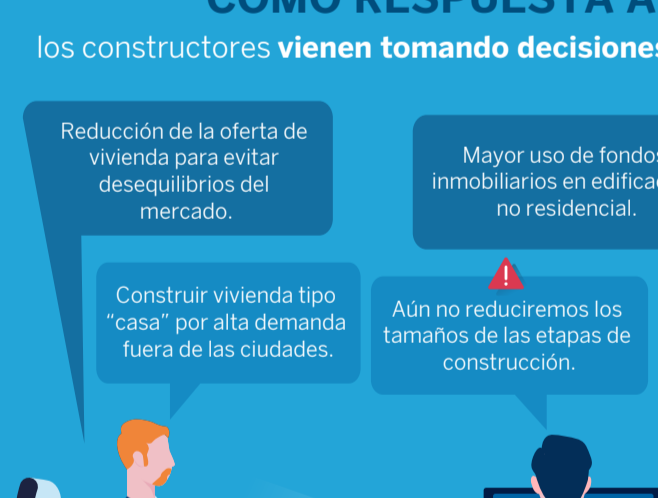 COMO RESPUESTA A
los constructores vienen tomando decisiones
Reducción de la oferta de
vivienda para evitar
desequilibrios del
mercado.
Mayor uso de fondos
inmobiliarios en
no residencial.
Construir vivienda tipo
“casa” por alta demanda
fuera de las ciudades.
!
Aún no reduciremos los
tamaños de las etapas de
construcción.